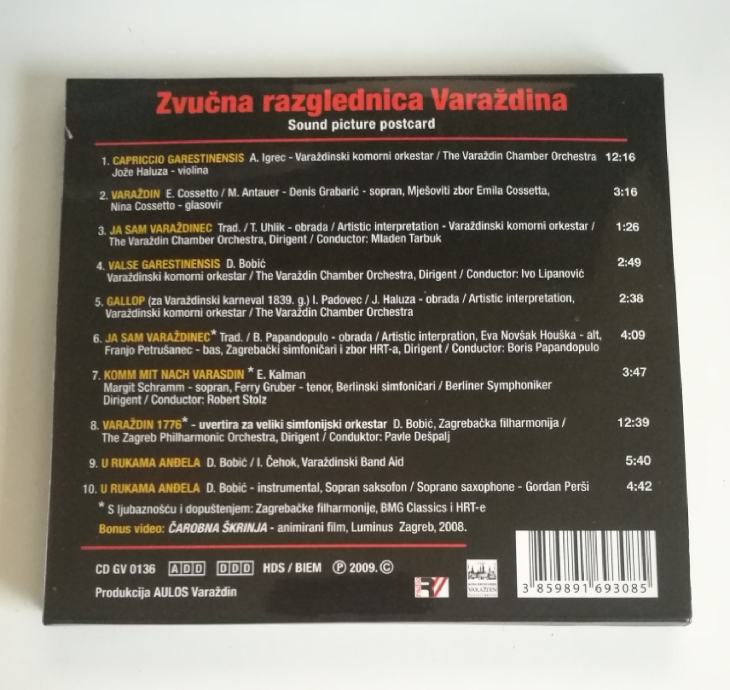 Zvučna razglednica Varaždina
Sound picture postcard
1. CAPRICCIO GARESTINENSIS A. Igrec - Varaždinski komorni orkestar / The Varaždin Chamber Orchestra 12:16
Jože Haluza - violina
2. VARAŽDIN E. Cossetto / M. Antauer - Denis Grabarić - sopran, Mješoviti zbor Emila Cossetta, 3:16
Nina Cossetto - glasovir
3. JA SAM VARAŽDINEC Trad. / T. Uhlik - obrada / Artistic interpretation - Varaždinski komorni orkestar / 1:26
The Varaždin Chamber Orchestra, Dirigent / Conductor: Mladen Tarbuk
4. VALSE GARESTINENSIS D. Bobić 2:49
Varaždinski komorni orkestar / The Varaždin Chamber Orchestra, Dirigent / Conductor: Ivo Lipanović
5. GALLOP (za Varaždinski karneval 1839. g.) I. Padovec / J. Haluza - obrada / Artistic interpretation, 2:38
Varaždinski komorni orkestar / The Varaždin Chamber Orchestra
6. JA SAM VARAŽDINEC* Trad. / B. Papandopulo - obrada / Artistic interpration, Eva Novšak Houška - alt, 4:09
Franjo Petrušanec - bas, Zagrebački simfoničari i zbor HRT-a, Dirigent / Conductor: Boris Papandopulo
7. KOMM MIT NACH VARASDIN * E. Kalman 3:47
Margit Schramm - sopran, Ferry Gruber - tenor, Berlinski simfoničari / Berliner Symphoniker
Dirigent / Conductor: Robert Stolz
8. VARAŽDIN 1776* - uvertira za veliki simfonijski orkestar D. Bobić, Zagrebačka filharmonija / 12:39
The Zagreb Philharmonic Orchestra, Dirigent / Conduktor: Pavle Dešpalj
9. U RUKAMA ANĐELA D. Bobić / I. Čehok, Varaždinski Band Aid 5:40
10. U RUKAMA ANĐELA D. Bobić - instrumental, Sopran saksofon / Soprano saxophone - Gordan Perši 4:42
* S ljubaznošću i dopuštenjem: Zagrebačke filharmonije, BMG Classics i HRT-e
Bonus video: ČAROBNA ŠKRINJA - animirani film, Luminus Zagreb, 2008.
CD GV 0136 ADD DDD HDS / BIEM Ⓟ 2009. ©
Produkcija AULOS Varaždin
VARAŽDIN
3 859891 693085